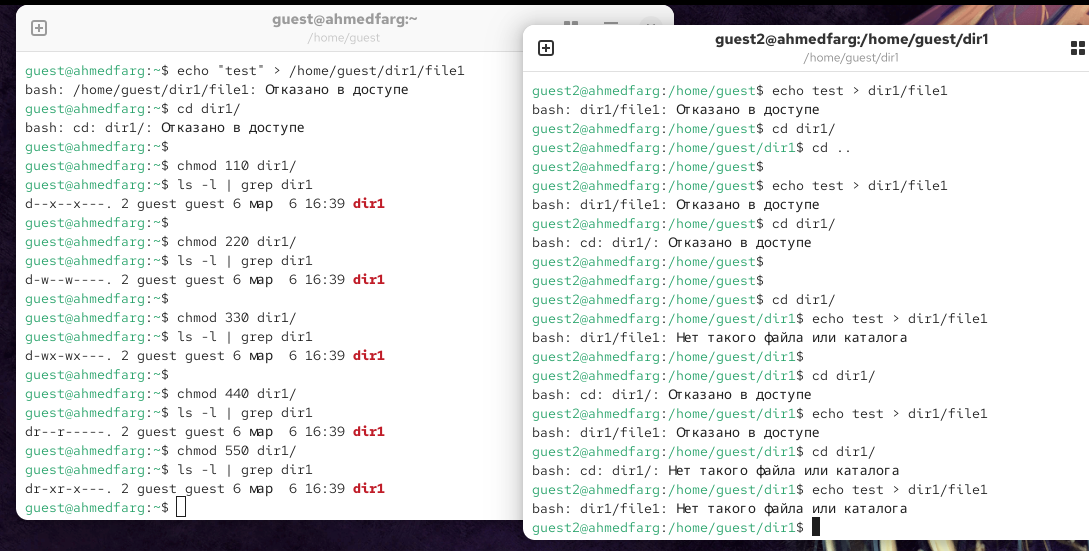 guest@ahmedfarg:~
/home/guest
guest@ahmedfarg:~$ echo "test" > /home/guest/dir1/file1
bash: /home/guest/dir1/file1: Отказано в доступе
guest@ahmedfarg:~$ cd dir1/
bash: cd: dir1/: Отказано в доступе
guest@ahmedfarg:~$
guest@ahmedfarg:~$ chmod 110 dir1/
guest@ahmedfarg:~$ ls -l | grep dir1
d--x--x---. 2 guest guest 6 мар  6 16:39 dir1
guest@ahmedfarg:~$
guest@ahmedfarg:~$ chmod 220 dir1/
guest@ahmedfarg:~$ ls -l | grep dir1
d-w--w----. 2 guest guest 6 мар  6 16:39 dir1
guest@ahmedfarg:~$
guest@ahmedfarg:~$ chmod 330 dir1/
guest@ahmedfarg:~$ ls -l | grep dir1
d-wx-wx---. 2 guest guest 6 мар  6 16:39 dir1
guest@ahmedfarg:~$
guest@ahmedfarg:~$ chmod 440 dir1/
guest@ahmedfarg:~$ ls -l | grep dir1
dr--r-----. 2 guest guest 6 мар  6 16:39 dir1
guest@ahmedfarg:~$ chmod 550 dir1/
guest@ahmedfarg:~$ ls -l | grep dir1
dr-xr-x---. 2 guest guest 6 мар  6 16:39 dir1
guest@ahmedfarg:~$
guest2@ahmedfarg:/home/guest/dir1
/home/guest/dir1
guest2@ahmedfarg:/home/guest$ echo test > dir1/file1
bash: dir1/file1: Отказано в доступе
guest2@ahmedfarg:/home/guest$ cd dir1/
guest2@ahmedfarg:/home/guest/dir1$ cd ..
guest2@ahmedfarg:/home/guest$
guest2@ahmedfarg:/home/guest$ echo test > dir1/file1
bash: dir1/file1: Отказано в доступе
guest2@ahmedfarg:/home/guest$ cd dir1/
bash: cd: dir1/: Отказано в доступе
guest2@ahmedfarg:/home/guest$
guest2@ahmedfarg:/home/guest$
guest2@ahmedfarg:/home/guest$ cd dir1/
guest2@ahmedfarg:/home/guest/dir1$ echo test > dir1/file1
bash: dir1/file1: Нет такого файла или каталога
guest2@ahmedfarg:/home/guest/dir1$
guest2@ahmedfarg:/home/guest/dir1$ cd dir1/
bash: cd: dir1/: Отказано в доступе
guest2@ahmedfarg:/home/guest/dir1$ echo test > dir1/file1
bash: dir1/file1: Отказано в доступе
guest2@ahmedfarg:/home/guest/dir1$ cd dir1/
bash: cd: dir1/: Нет такого файла или каталога
guest2@ahmedfarg:/home/guest/dir1$ echo test > dir1/file1
bash: dir1/file1: Нет такого файла или каталога
guest2@ahmedfarg:/home/guest/dir1$